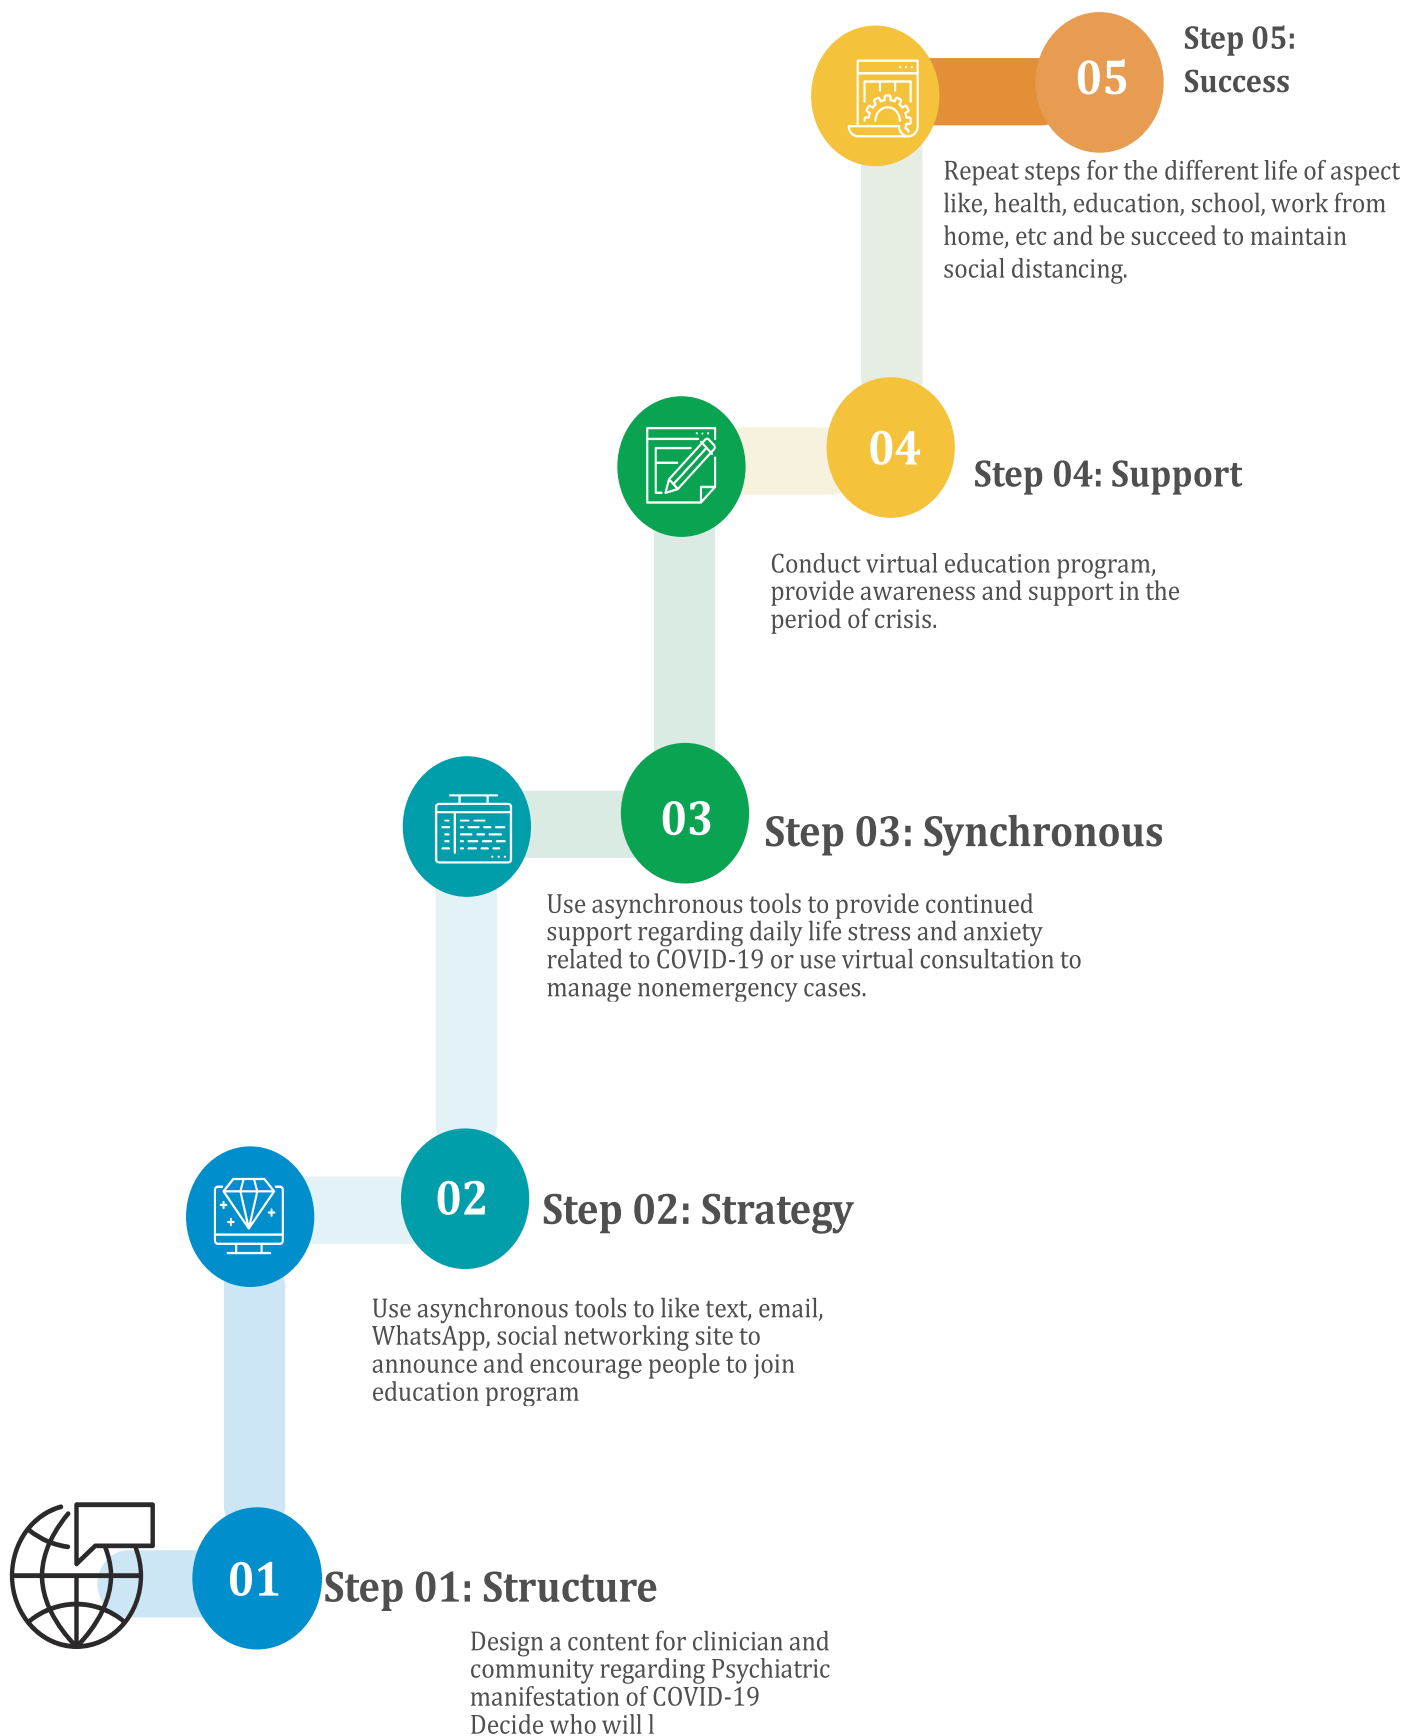 05
Step 05:
Success
Repeat steps for the different life of aspect
like, health, education, school, work from
home, etc and be succeed to maintain
social distancing.
04
Step 04: Support
Conduct virtual education program,
provide awareness and support in the
period of crisis.
03
Step 03: Synchronous
Use asynchronous tools to provide continued
support regarding daily life stress and anxiety
related to COVID-19 or use virtual consultation to
manage nonemergency cases.
02
Step 02: Strategy
Use asynchronous tools to like text, email,
WhatsApp, social networking site to
announce and encourage people to join
education program
01
Step 01: Structure
Design a content for clinician and
community regarding Psychiatric
manifestation of COVID-19
Decide who will l